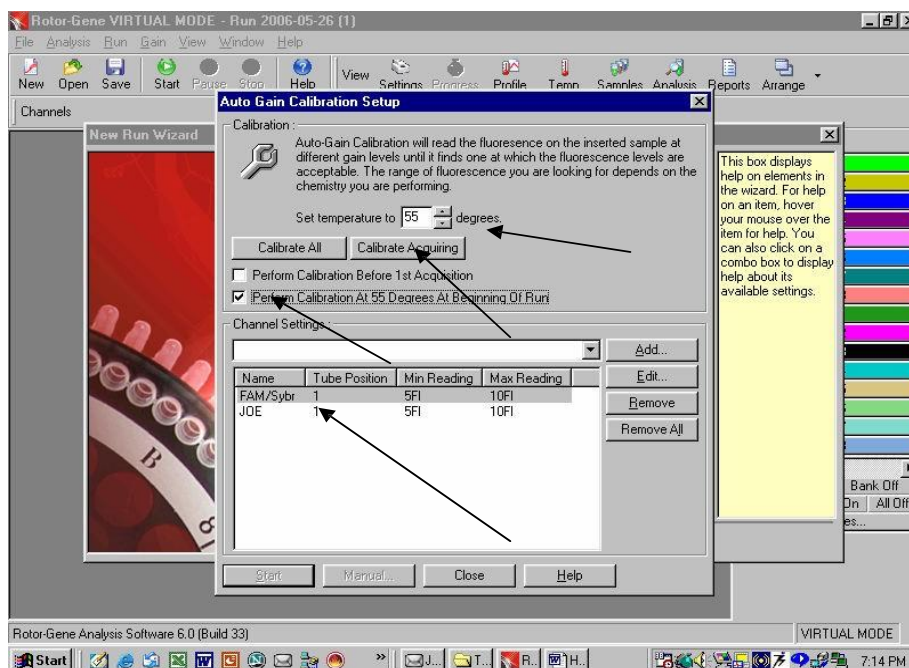 Rotor-Gene VIRTUAL MODE - Run 2006-05-26 (1)
File Analysis Run Gain View Window Help
New Open Save Start Pause Stop Help View Settings Progress Profile Temp Samples Analysis Reports Arrange
Channels
New Run Wizard
Auto Gain Calibration Setup
Calibration :
Auto-Gain Calibration will read the fluoresence on the inserted sample at
different gain levels until it finds one at which the fluorescence levels are
acceptable. The range of fluorescence you are looking for depends on the
chemistry you are performing.
Set temperature to 55 degrees.
Calibrate All Calibrate Acquiring
Perform Calibration Before 1st Acquisition
Perform Calibration At 55 Degrees At Beginning Of Run
Channel Settings :
Add...
Name Tube Position Min Reading Max Reading
Edit...
FAM/Sybr 1 5Fl 10Fl
JOE 1 5Fl 10Fl
Remove
Remove All
Start Manual... Close Help
This box displays
help on elements in
the wizard. For help
on an item, hover
your mouse over the
item for help. You
can also click on a
combo box to display
help about its
available settings.
B
8
Bank Off
On All Off
es...
Rotor-Gene Analysis Software 6.0 (Build 33)
VIRTUAL MODE
Start » J... T... R... H... 7:14 PM